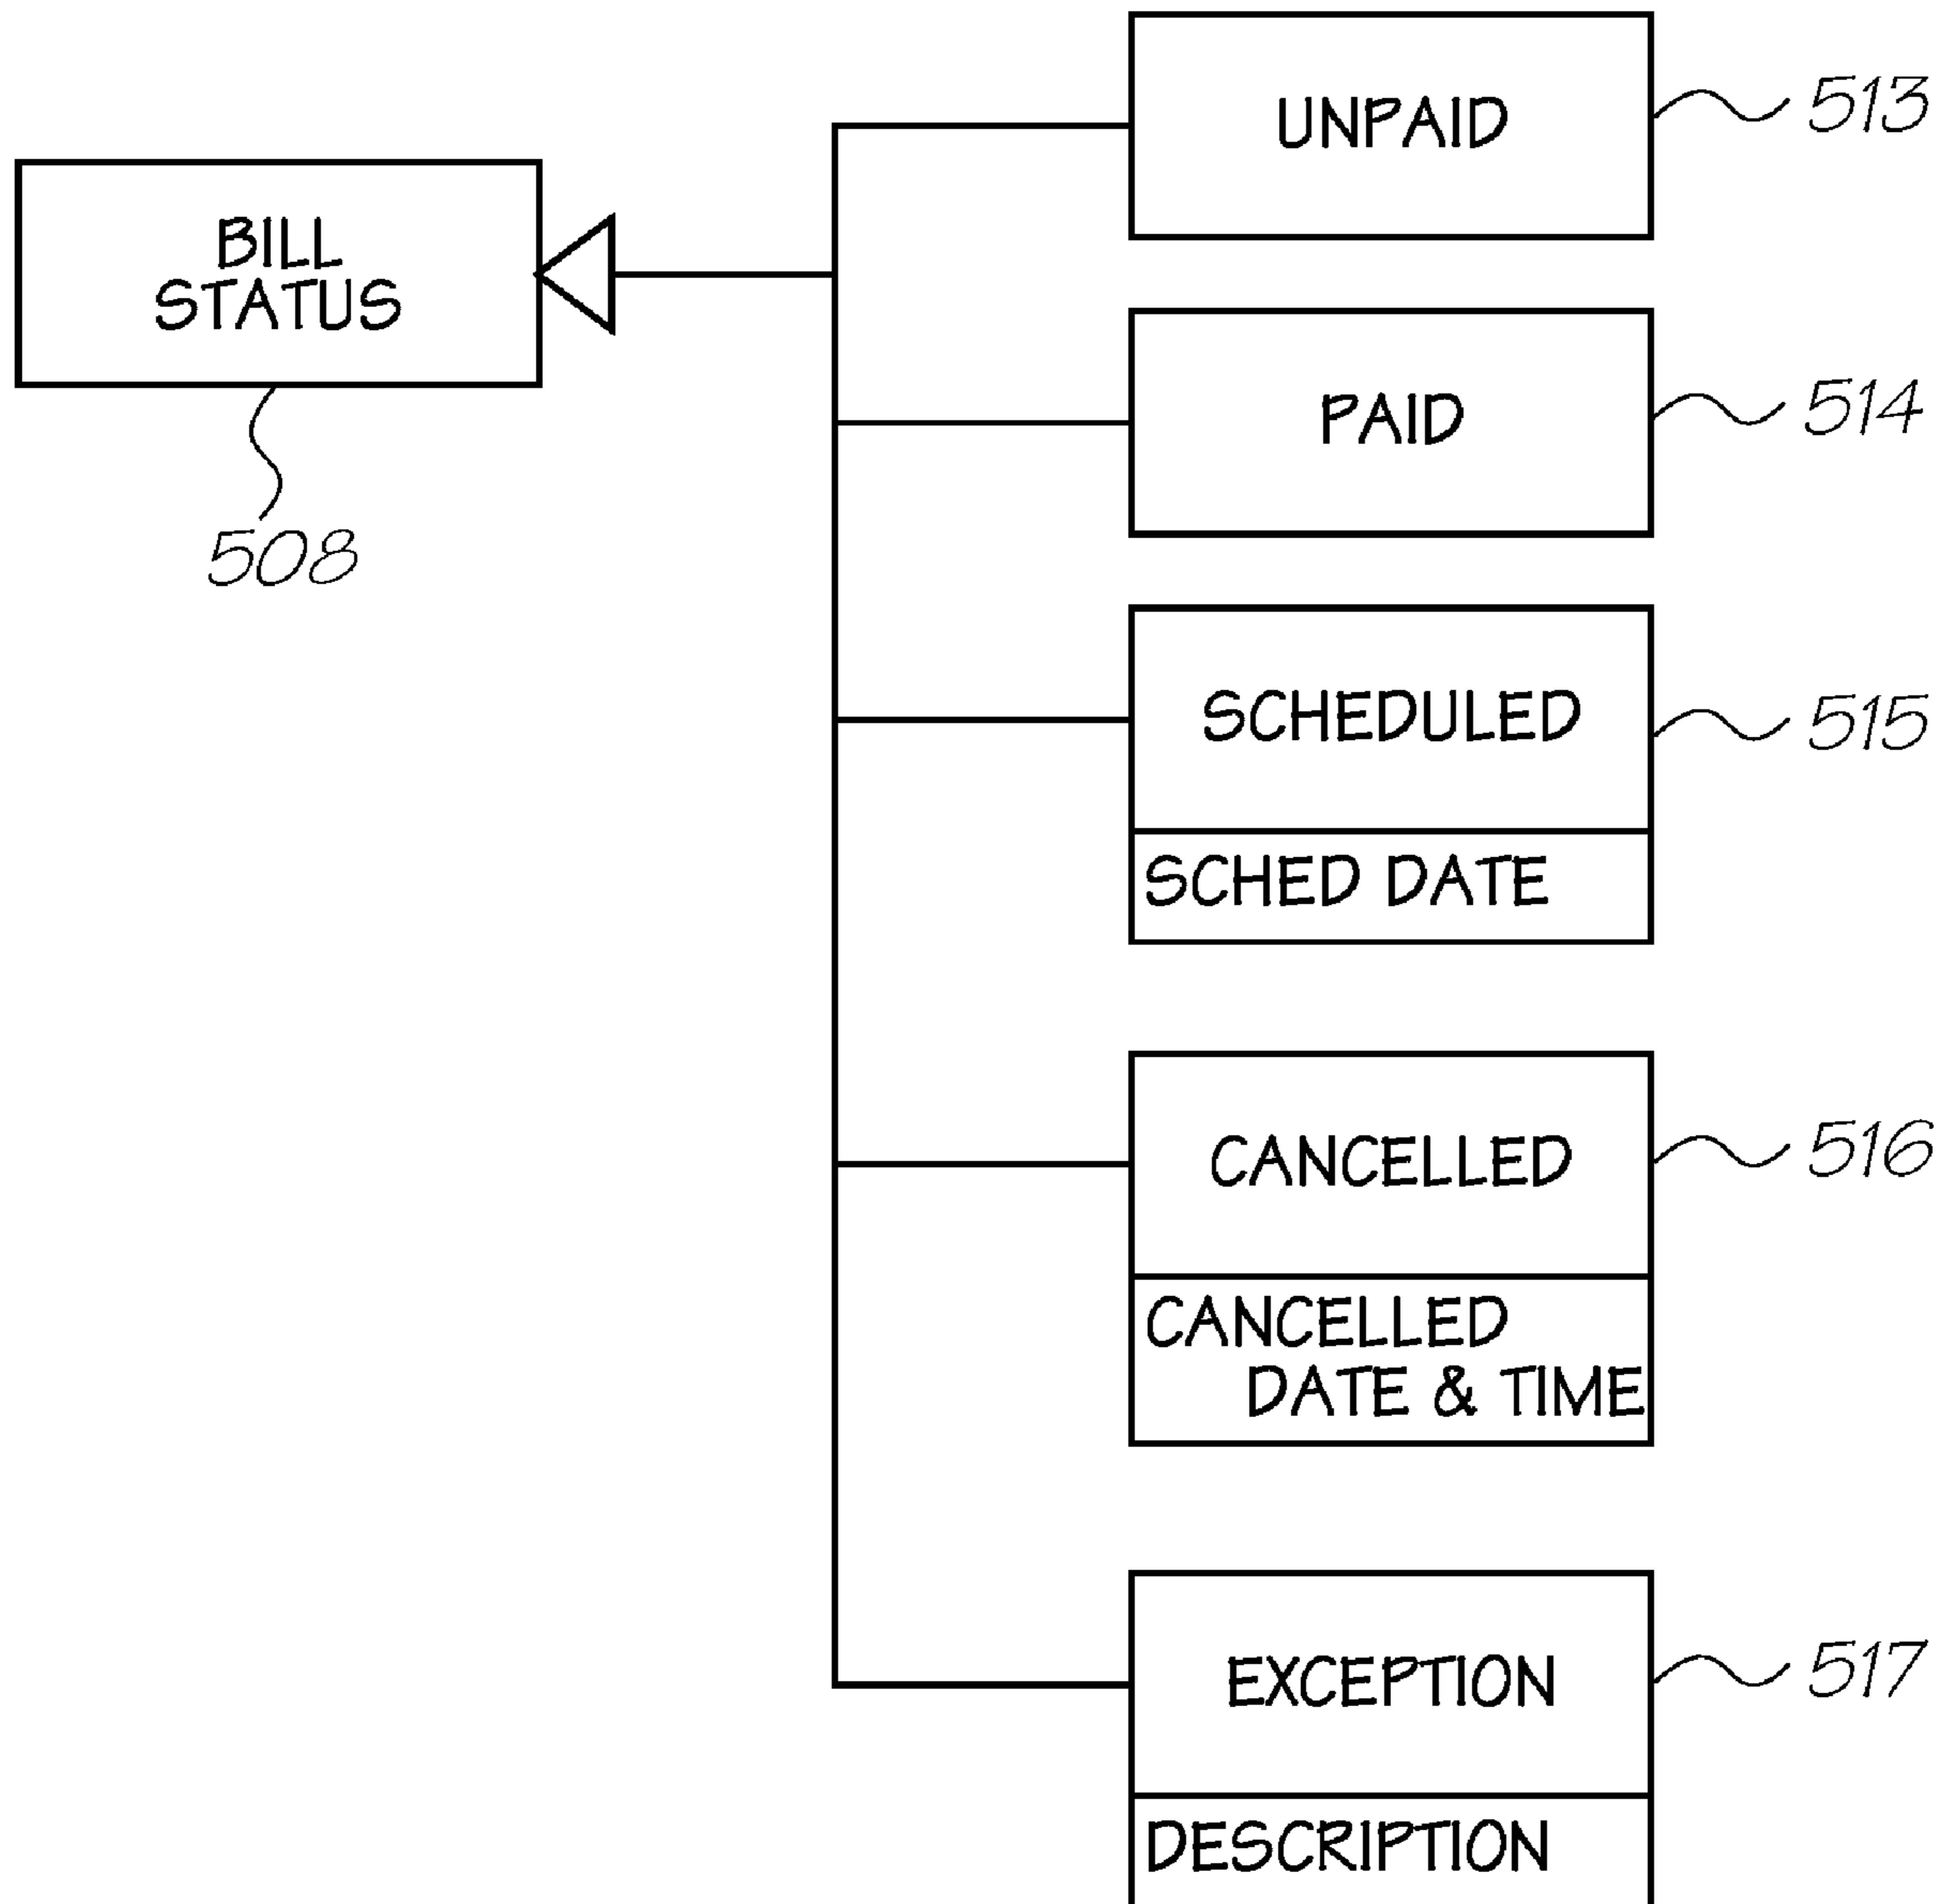 UNPAID
513
BILL
STATUS
508
PAID
514
SCHEDULED
515
SCHED DATE
CANCELLED
516
CANCELLED
DATE & TIME
EXCEPTION
517
DESCRIPTION